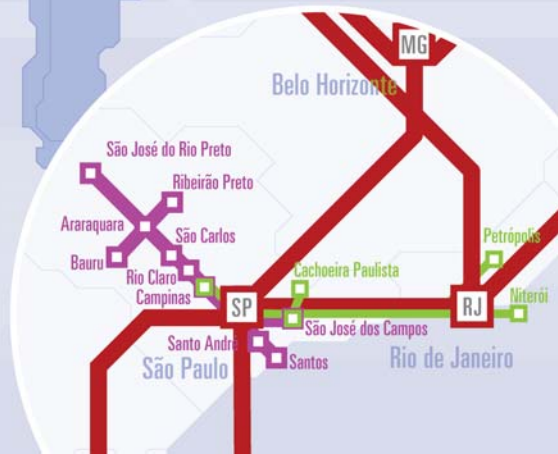 MG
Belo Horizonte
São José do Rio Preto
Ribeirão Preto
Araraquara
São Carlos
Bauru
Rio Claro
Campinas
Petrópolis
Cachoeira Paulista
SP
RJ
Niterói
São José dos Campos
Santo André
São Paulo
Santos
Rio de Janeiro